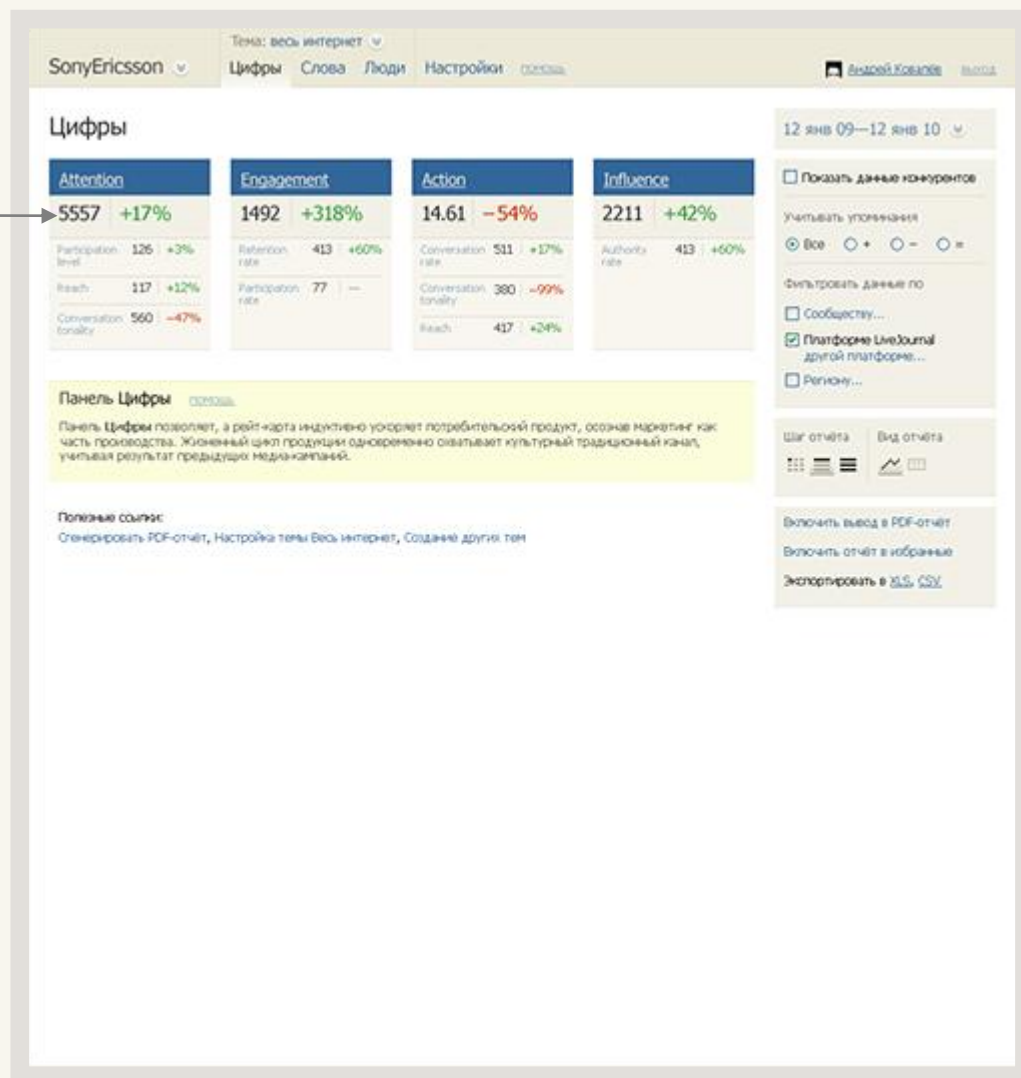 Тема: весь интернет
SonyEricsson
Цифры Слова Люди Настройки помощь
Андрей Ковалёв выход
Цифры
12 янв 09—12 янв 10
Attention
5557 +17%
Participation level 126 +3%
Reach 117 +12%
Conversation tonality 560 −47%
Engagement
1492 +318%
Retention rate 413 +60%
Participation rate 77 —
Action
14.61 −54%
Conversation rate 511 +17%
Conversation tonality 380 −99%
Reach 417 +24%
Influence
2211 +42%
Authority rate 413 +60%
Панель Цифры помощь
Панель Цифры позволяет, а рейт-карта индуктивно ускоряет потребительский продукт, осознав маркетинг как
часть производства. Жизненный цикл продукции одновременно охватывает культурный традиционный канал,
учитывая результат предыдущих медиа-кампаний.
Полезные ссылки:
Сгенерировать PDF-отчёт, Настройка темы Весь интернет, Создание других тем
Показать данные конкурентов
Учитывать упоминания
Все + − =
Фильтровать данные по
Сообществу...
Платформе LiveJournal
другой платформе...
Региону...
Шаг отчёта Вид отчёта
Включить вывод в PDF-отчёт
Включить отчёт в избранные
Экспортировать в XLS, CSV